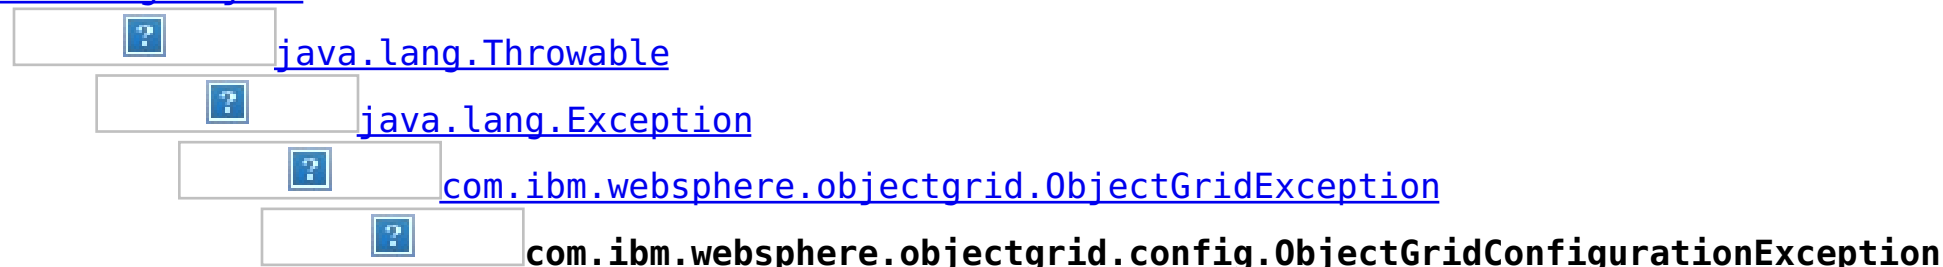 java.lang.Throwable
java.lang.Exception
com.ibm.websphere.objectgrid.ObjectGridException
com.ibm.websphere.objectgrid.config.ObjectGridConfigurationException